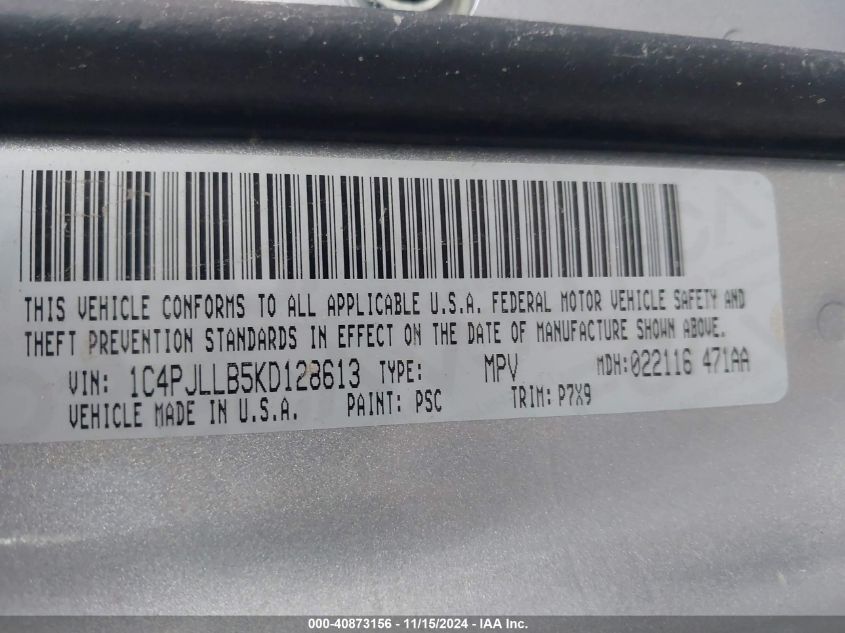 THIS VEHICLE CONFORMS TO ALL APPLICABLE U.S.A. FEDERAL MOTOR VEHICLE SAFETY AND
THEFT PREVENTION STANDARDS IN EFFECT ON THE DATE OF MANUFACTURE SHOWN ABOVE.
VIN: 1C4PJLLB5KD128613 TYPE: MPV MDH:022116 471AA
VEHICLE MADE IN U.S.A. PAINT: PSC TRIM: P7X9
000-40873156 - 11/15/2024 - IAA Inc.